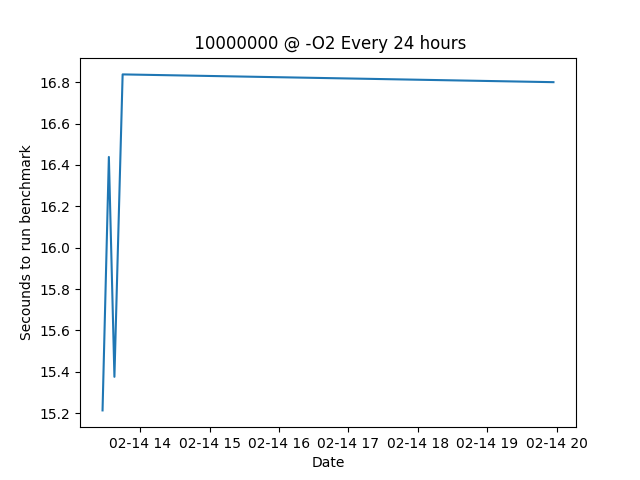 10000000 @ -O2 Every 24 hours
16.8
16.6
16.4
16.2
16.0
15.8
15.6
15.4
15.2
Secounds to run benchmark
02-14 14 02-14 15 02-14 16 02-14 17 02-14 18 02-14 19 02-14 20
Date